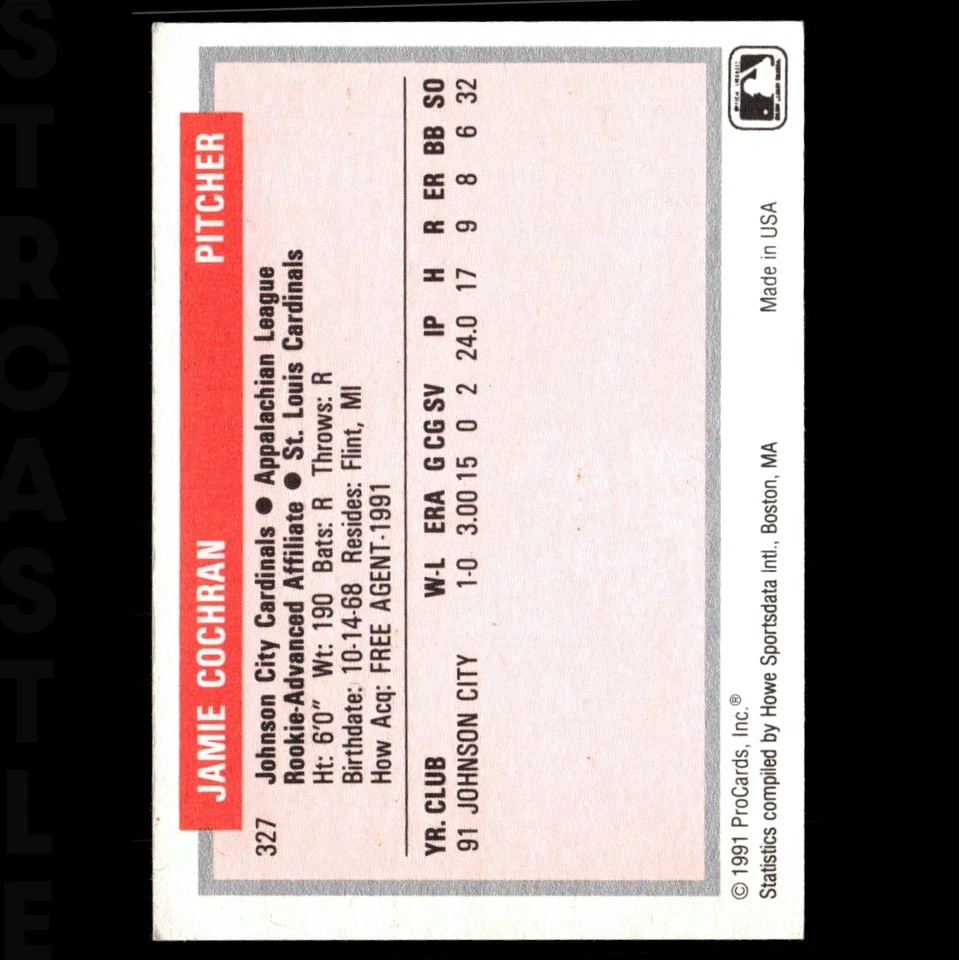 JAMIE COCHRAN PITCHER
327 Johnson City Cardinals ● Appalachian League
Rookie-Advanced Affiliate ● St. Louis Cardinals
Ht: 6'0" Wt: 190 Bats: R Throws: R
Birthdate: 10-14-68 Resides: Flint, MI
How Acq: FREE AGENT-1991
YR. CLUB W-L ERA G CG SV IP H R ER BB SO
91 JOHNSON CITY 1-0 3.00 15 0 2 24.0 17 9 8 6 32
© 1991 ProCards, Inc.®
Statistics compiled by Howe Sportsdata Intl., Boston, MA Made in USA
STRCASTLE